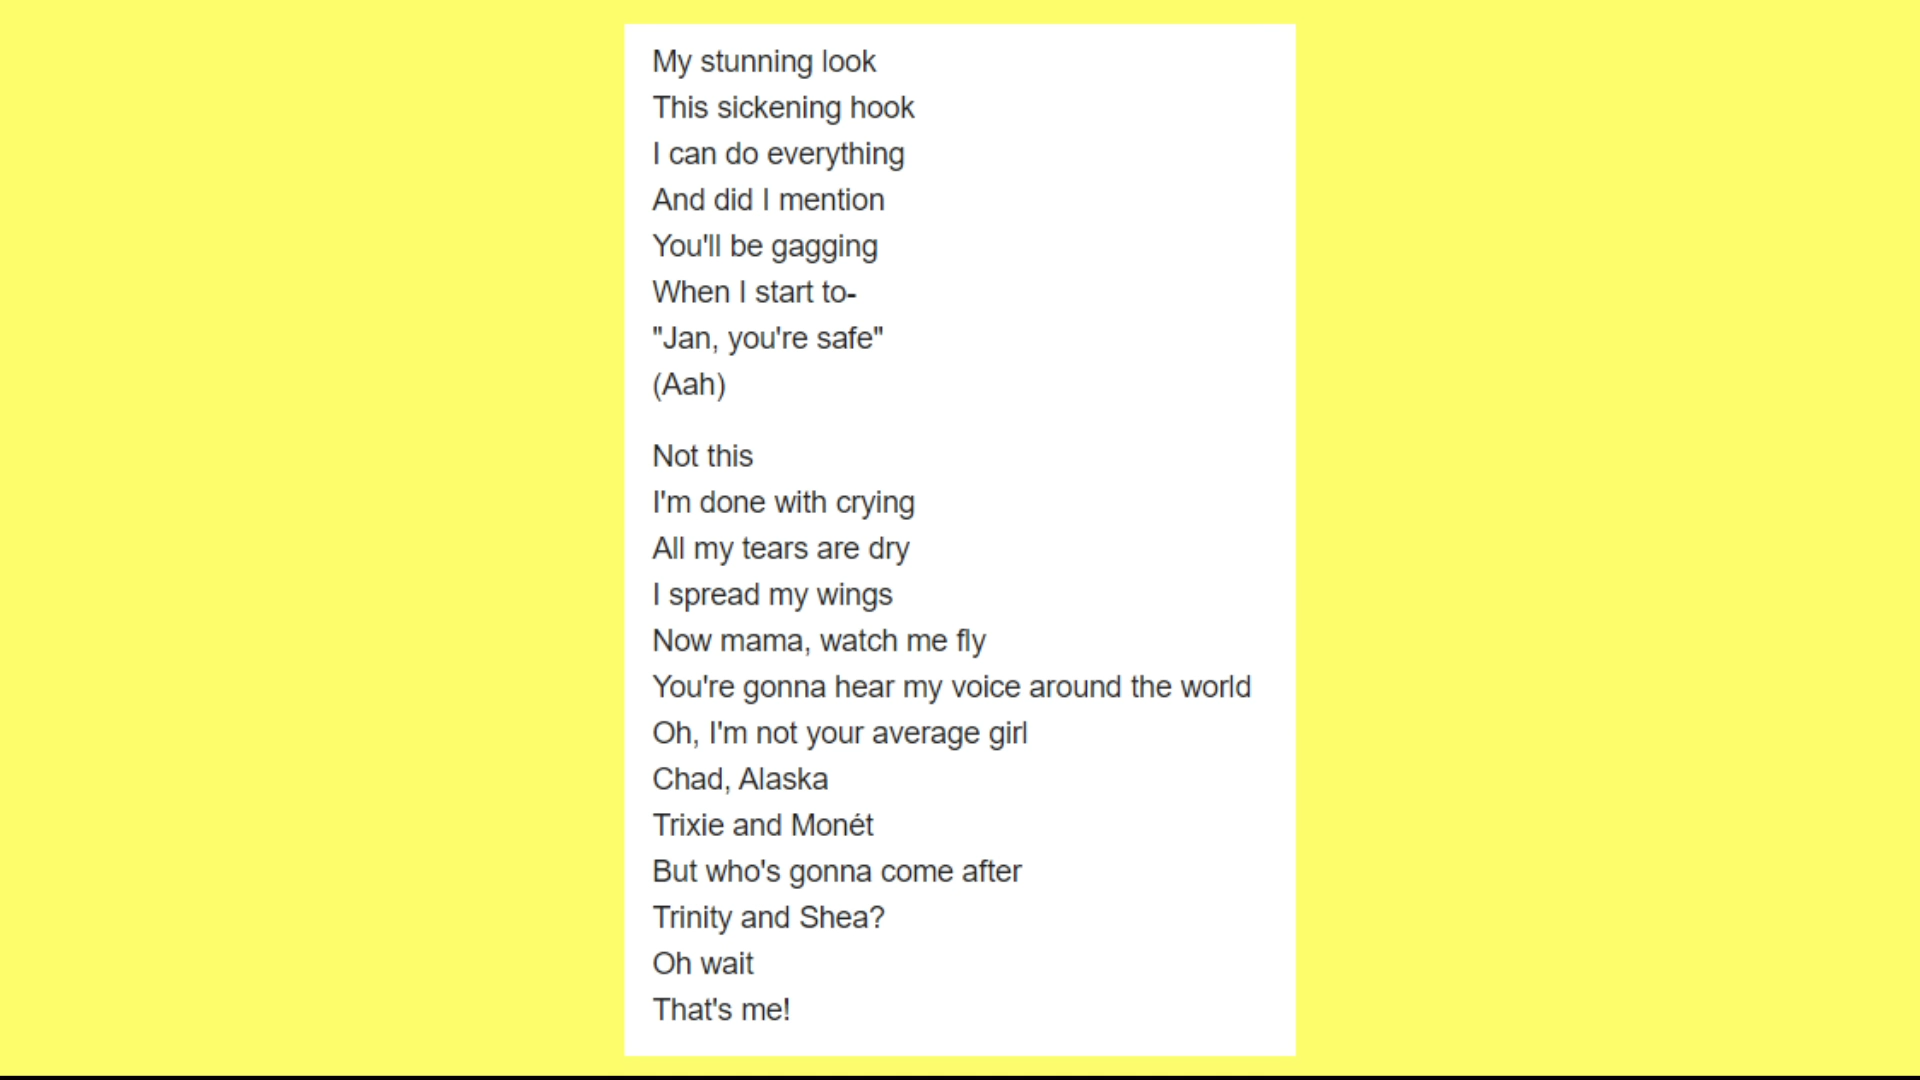 My stunning look
This sickening hook
I can do everything
And did I mention
You'll be gagging
When I start to-
"Jan, you're safe"
(Aah)
Not this
I'm done with crying
All my tears are dry
I spread my wings
Now mama, watch me fly
You're gonna hear my voice around the world
Oh, I'm not your average girl
Chad, Alaska
Trixie and Monét
But who's gonna come after
Trinity and Shea?
Oh wait
That's me!